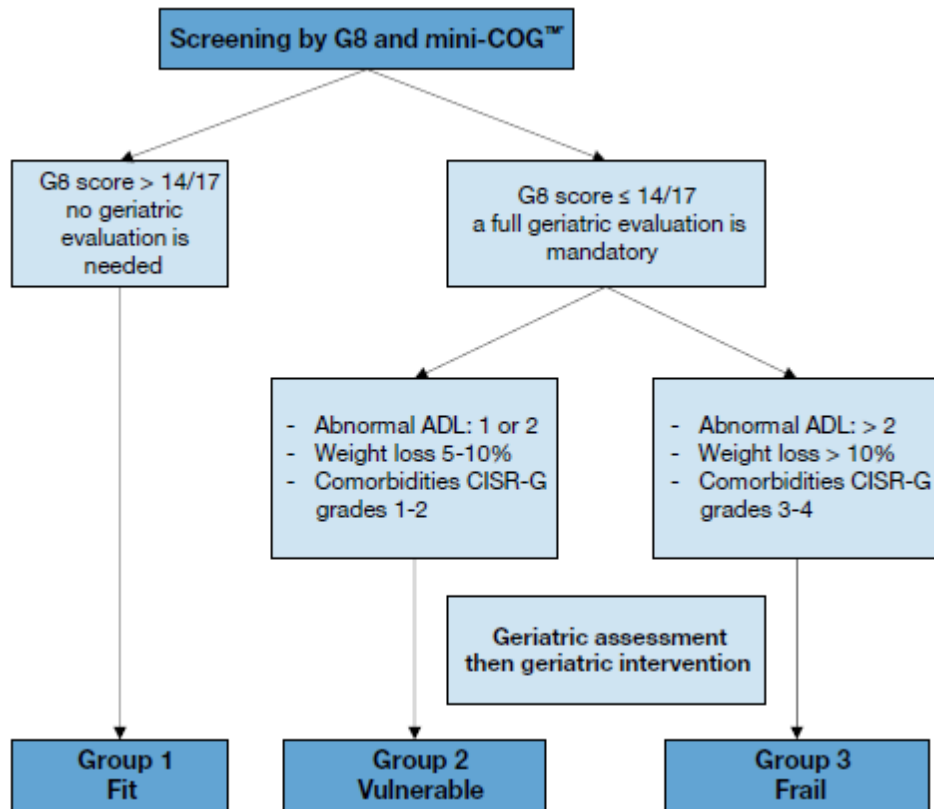 Screening by G8 and mini-COG™
G8 score > 14/17
no geriatric
evaluation is
needed
G8 score ≤ 14/17
a full geriatric evaluation is
mandatory
- Abnormal ADL: 1 or 2
- Weight loss 5-10%
- Comorbidities CISR-G
grades 1-2
- Abnormal ADL: > 2
- Weight loss > 10%
- Comorbidities CISR-G
grades 3-4
Geriatric assessment
then geriatric intervention
Group 1
Fit
Group 2
Vulnerable
Group 3
Frail